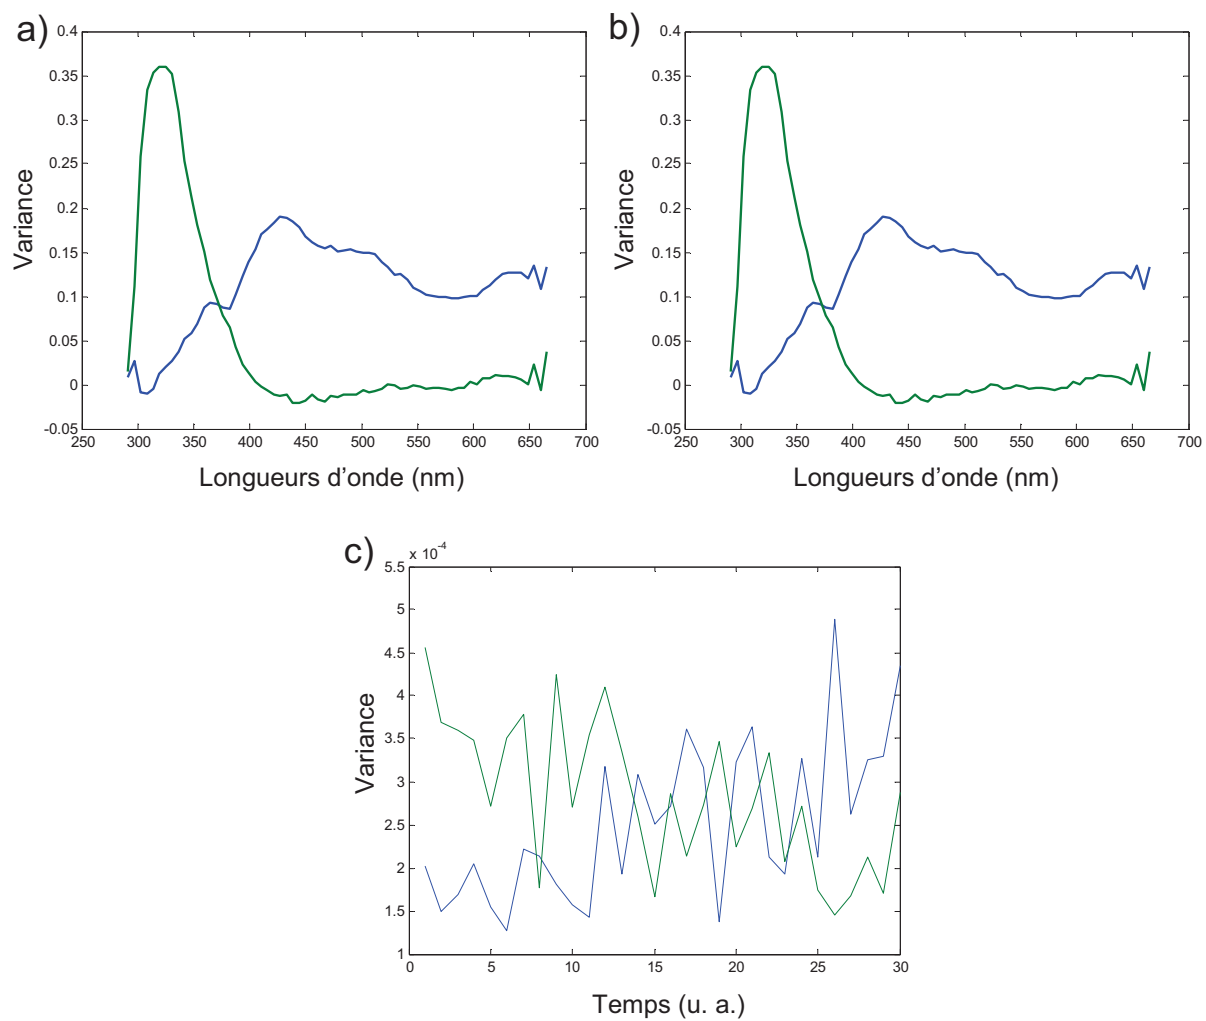 a)
0.4
0.35
0.3
0.25
0.2
0.15
0.1
0.05
0
-0.05
250 300 350 400 450 500 550 600 650 700
Variance
Longueurs d’onde (nm)
b)
0.4
0.35
0.3
0.25
0.2
0.15
0.1
0.05
0
-0.05
250 300 350 400 450 500 550 600 650 700
Variance
Longueurs d’onde (nm)
c)
x 10-4
5.5
5
4.5
4
3.5
3
2.5
2
1.5
1
0 5 10 15 20 25 30
Variance
Temps (u. a.)